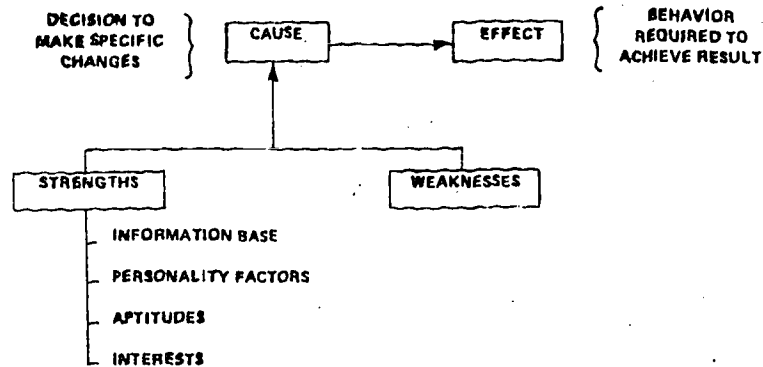 DECISION TO
MAKE SPECIFIC
CHANGES
CAUSE
EFFECT
BEHAVIOR
REQUIRED TO
ACHIEVE RESULT
STRENGTHS
WEAKNESSES
INFORMATION BASE
PERSONALITY FACTORS
APTITUDES
INTERESTS